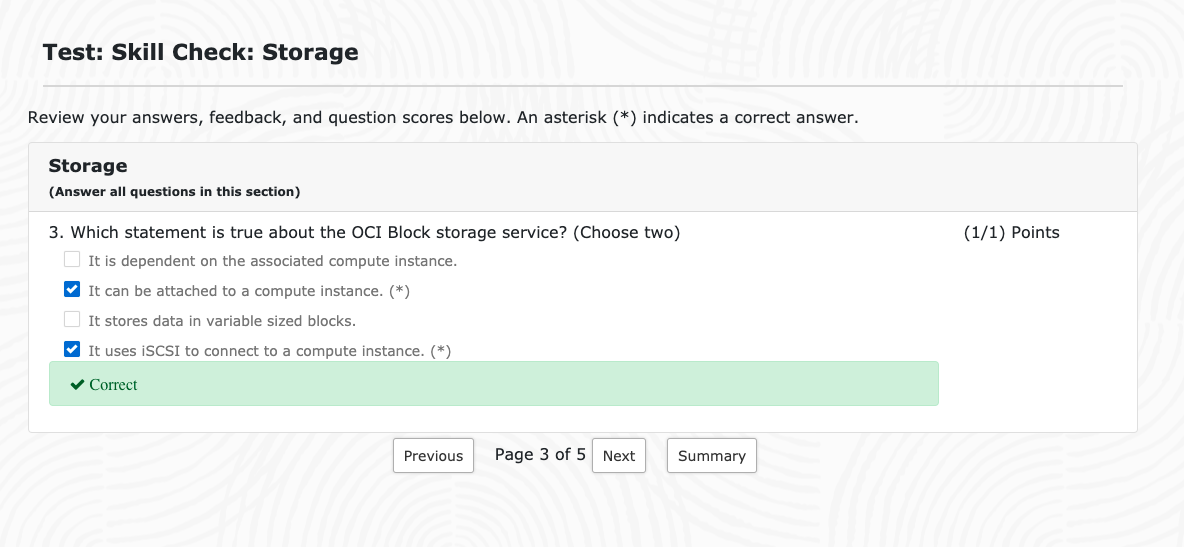 Test: Skill Check: Storage
Review your answers, feedback, and question scores below. An asterisk (*) indicates a correct answer.
Storage
(Answer all questions in this section)
3. Which statement is true about the OCI Block storage service? (Choose two) (1/1) Points
It is dependent on the associated compute instance.
It can be attached to a compute instance. (*)
It stores data in variable sized blocks.
It uses iSCSI to connect to a compute instance. (*)
Correct
Previous Page 3 of 5 Next Summary